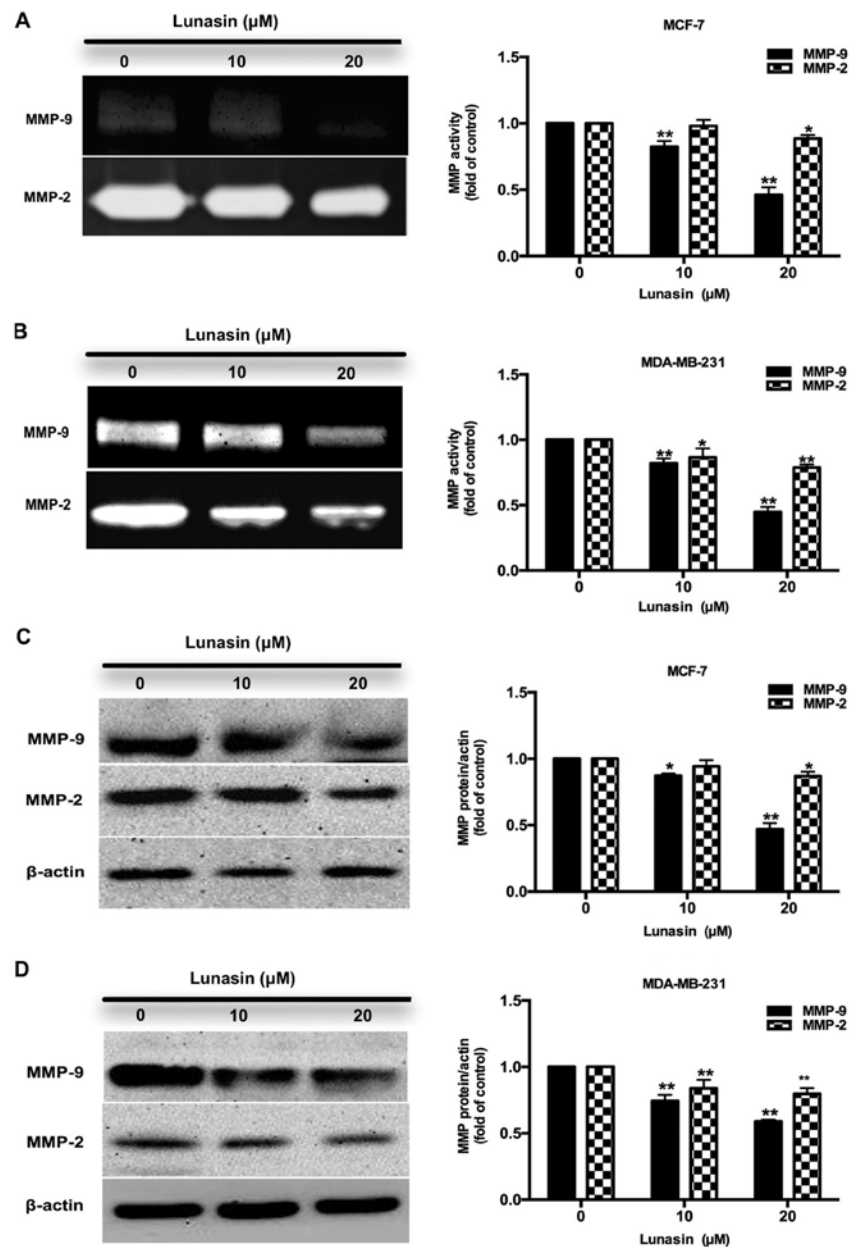 A
Lunasin (μM)
0 10 20
MMP-9
MMP-2
MCF-7
MMP-9
MMP-2
MMP activity
(fold of control)
1.5
1.0
0.5
0.0
** ** *
0 10 20
Lunasin (μM)
B
Lunasin (μM)
0 10 20
MMP-9
MMP-2
MDA-MB-231
MMP-9
MMP-2
MMP activity
(fold of control)
1.5
1.0
0.5
0.0
** * ** **
0 10 20
Lunasin (μM)
C
Lunasin (μM)
0 10 20
MMP-9
MMP-2
β-actin
MCF-7
MMP-9
MMP-2
MMP protein/actin
(fold of control)
1.5
1.0
0.5
0.0
* ** *
0 10 20
Lunasin (μM)
D
Lunasin (μM)
0 10 20
MMP-9
MMP-2
β-actin
MDA-MB-231
MMP-9
MMP-2
MMP protein/actin
(fold of control)
1.5
1.0
0.5
0.0
** ** ** **
0 10 20
Lunasin (μM)